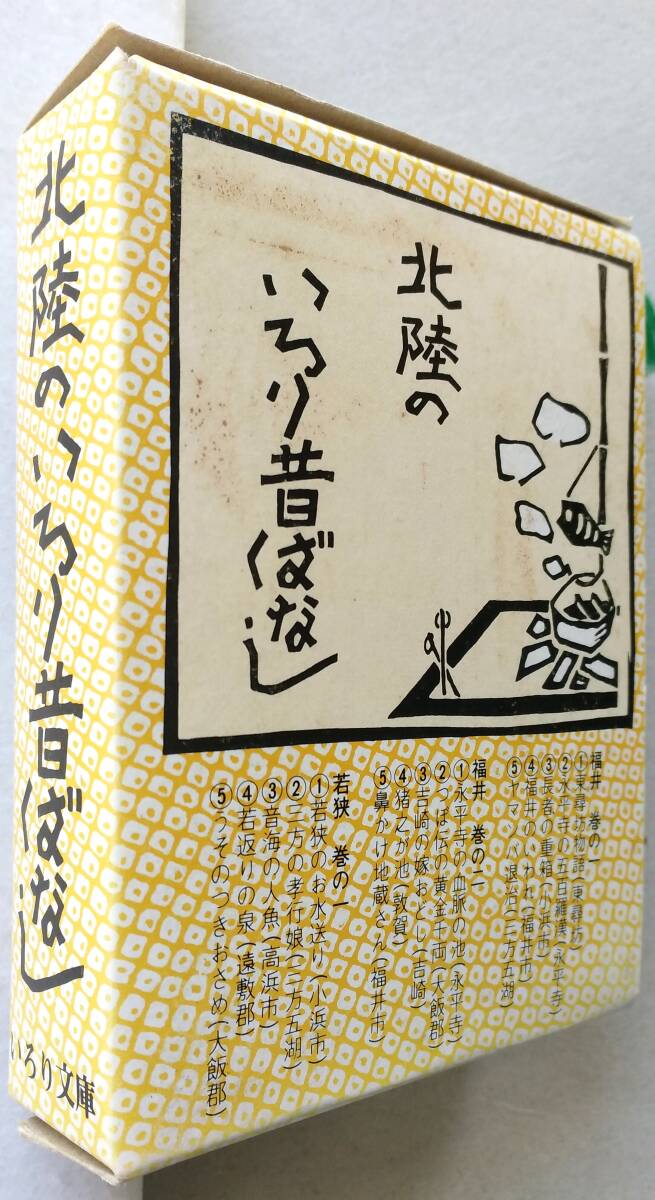 北陸のいろり昔ばなし
いろり文庫
北陸の
いろり昔ばなし
福井 巻の一
①東尋坊物語(東尋坊)
②永平寺の五百羅漢(永平寺)
③長者の重箱(小浜市)
④福井のいわれ(福井市)
⑤ヤマンバ退治(三方五湖)
福井 巻の二
①永平寺の血脈の池(永平寺)
②つぼ伝の黄金千両(大飯郡)
③吉崎の嫁おどし(吉崎)
④猪之が池(敦賀)
⑤鼻かけ地蔵さん(福井市)
若狭 巻の一
①若狭のお水送り(小浜市)
②三方の孝行娘(三方五湖)
③音海の人魚(高浜市)
④若返りの泉(遠敷郡)
⑤うそのつきおさめ(大飯郡)